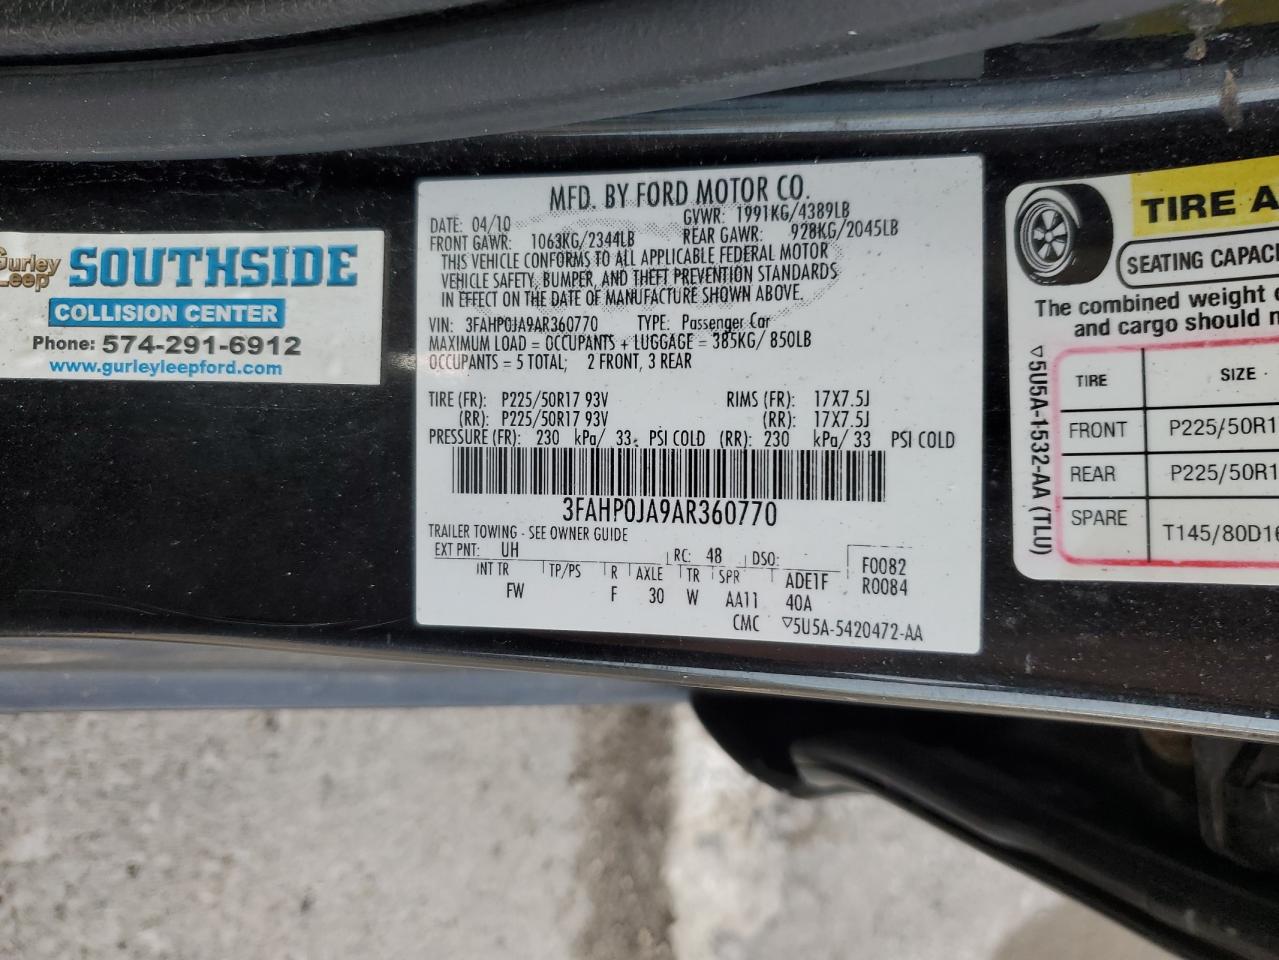 Gurley Leep SOUTHSIDE
COLLISION CENTER
Phone: 574-291-6912
www.gurleyleepford.com
MFD. BY FORD MOTOR CO.
DATE: 04/10 GVWR: 1991KG/4389LB
FRONT GAWR: 1063KG/2344LB REAR GAWR: 928KG/2045LB
THIS VEHICLE CONFORMS TO ALL APPLICABLE FEDERAL MOTOR
VEHICLE SAFETY, BUMPER, AND THEFT PREVENTION STANDARDS
IN EFFECT ON THE DATE OF MANUFACTURE SHOWN ABOVE.
VIN: 3FAHP0JA9AR360770 TYPE: Passenger Car
MAXIMUM LOAD = OCCUPANTS + LUGGAGE = 385KG/ 850LB
OCCUPANTS = 5 TOTAL; 2 FRONT, 3 REAR
TIRE (FR): P225/50R17 93V RIMS (FR): 17X7.5J
(RR): P225/50R17 93V (RR): 17X7.5J
PRESSURE (FR): 230 kPa/ 33 PSI COLD (RR): 230 kPa/ 33 PSI COLD
3FAHP0JA9AR360770
TRAILER TOWING - SEE OWNER GUIDE
EXT PNT: UH RC: 48 DSO: F0082
INT TR TP/PS R AXLE TR SPR ADE1F R0084
FW F 30 W AA11 40A
CMC ▽5U5A-5420472-AA
TIRE A
SEATING CAPAC
The combined weight
and cargo should n
▽5U5A-1532-AA (TLU)
TIRE SIZE
FRONT P225/50R1
REAR P225/50R1
SPARE T145/80D16